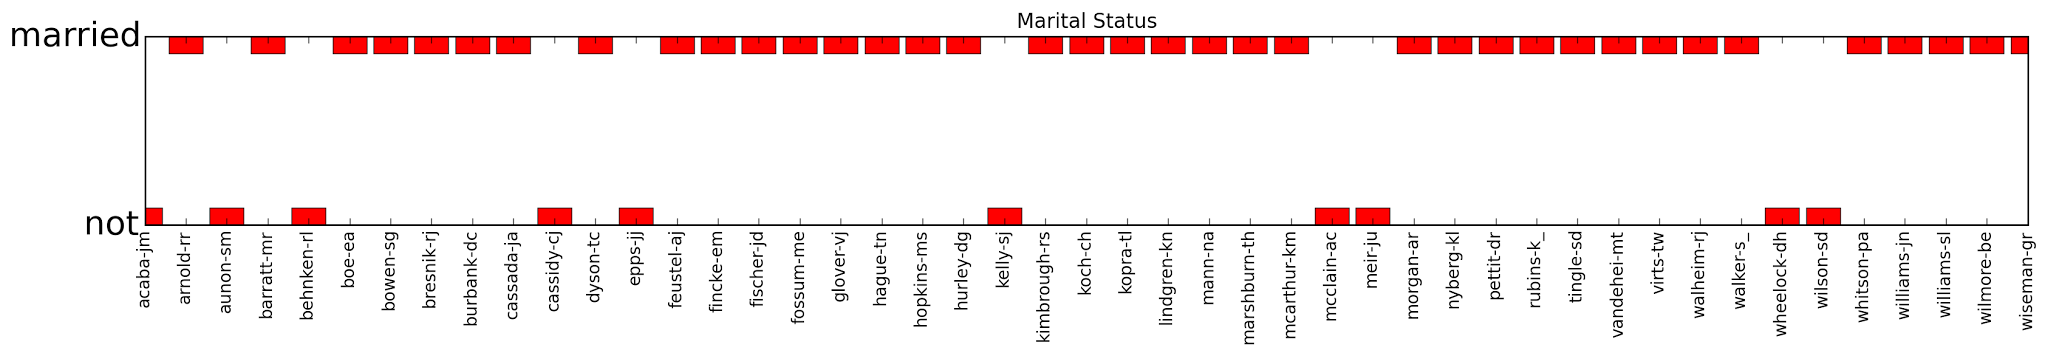 Marital Status
married
not
acaba-jm
arnold-rr
aunon-sm
barratt-mr
behnken-rl
boe-ea
bowen-sg
bresnik-rj
burbank-dc
cassada-ja
cassidy-cj
dyson-tc
epps-jj
feustel-aj
fincke-em
fischer-jd
fossum-me
glover-vj
hague-tn
hopkins-ms
hurley-dg
kelly-sj
kimbrough-rs
koch-ch
kopra-tl
lindgren-kn
mann-na
marshburn-th
mcarthur-km
mcclain-ac
meir-ju
morgan-ar
nyberg-kl
pettit-dr
rubins-k_
tingle-sd
vandehei-mt
virts-tw
walheim-rj
walker-s_
wheelock-dh
wilson-sd
whitson-pa
williams-jn
williams-sl
wilmore-be
wiseman-gr